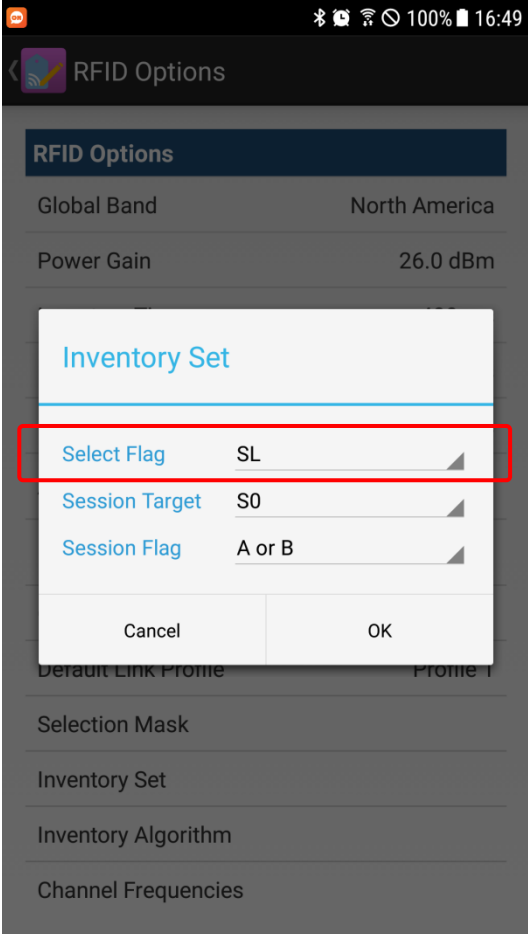 100% 16:49
RFID Options
RFID Options
Global Band North America
Power Gain 26.0 dBm
Inventory Set
Select Flag SL
Session Target S0
Session Flag A or B
Cancel OK
Default Link Profile Profile 1
Selection Mask
Inventory Set
Inventory Algorithm
Channel Frequencies